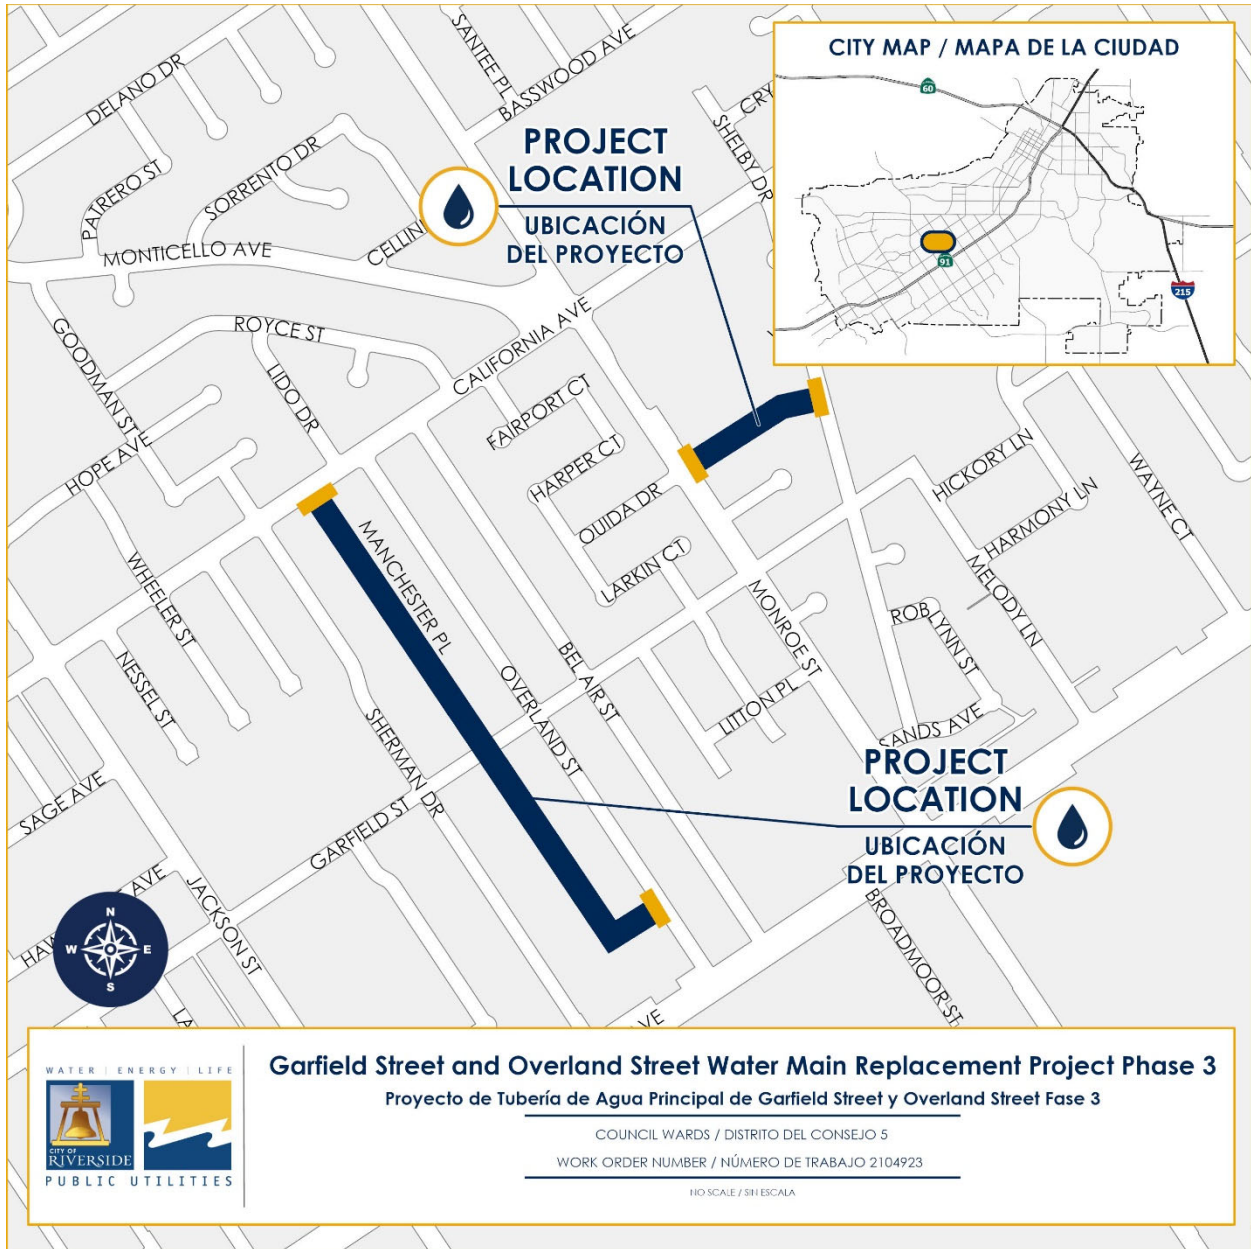 DELANO DR
SANTEE PL
BASSWOOD AVE
CRY
SHELBY DR
PATRERO ST
SORRENTO DR
CELLINI
MONTICELLO AVE
PROJECT
LOCATION
UBICACIÓN
DEL PROYECTO
CITY MAP / MAPA DE LA CIUDAD
60
91
215
GOODMAN ST
ROYCE ST
LIDO DR
CALIFORNIA AVE
FAIRPORT CT
HARPER CT
OUIDA DR
LARKIN CT
HOPE AVE
WHEELER ST
NESSEL ST
MANCHESTER PL
OVERLAND ST
BEL AIR ST
SHERMAN DR
GARFIELD ST
SAGE AVE
JACKSON ST
HAW
E AVE
LA
MONROE ST
LITTON PL
HICKORY LN
HARMONY LN
MELODY LN
WAYNE CT
ROB LYNN ST
SANDS AVE
BROADMOOR ST
VE
PROJECT
LOCATION
UBICACIÓN
DEL PROYECTO
N
W E
S
WATER | ENERGY | LIFE
CITY OF
RIVERSIDE
PUBLIC UTILITIES
Garfield Street and Overland Street Water Main Replacement Project Phase 3
Proyecto de Tubería de Agua Principal de Garfield Street y Overland Street Fase 3
COUNCIL WARDS / DISTRITO DEL CONSEJO 5
WORK ORDER NUMBER / NÚMERO DE TRABAJO 2104923
NO SCALE / SIN ESCALA